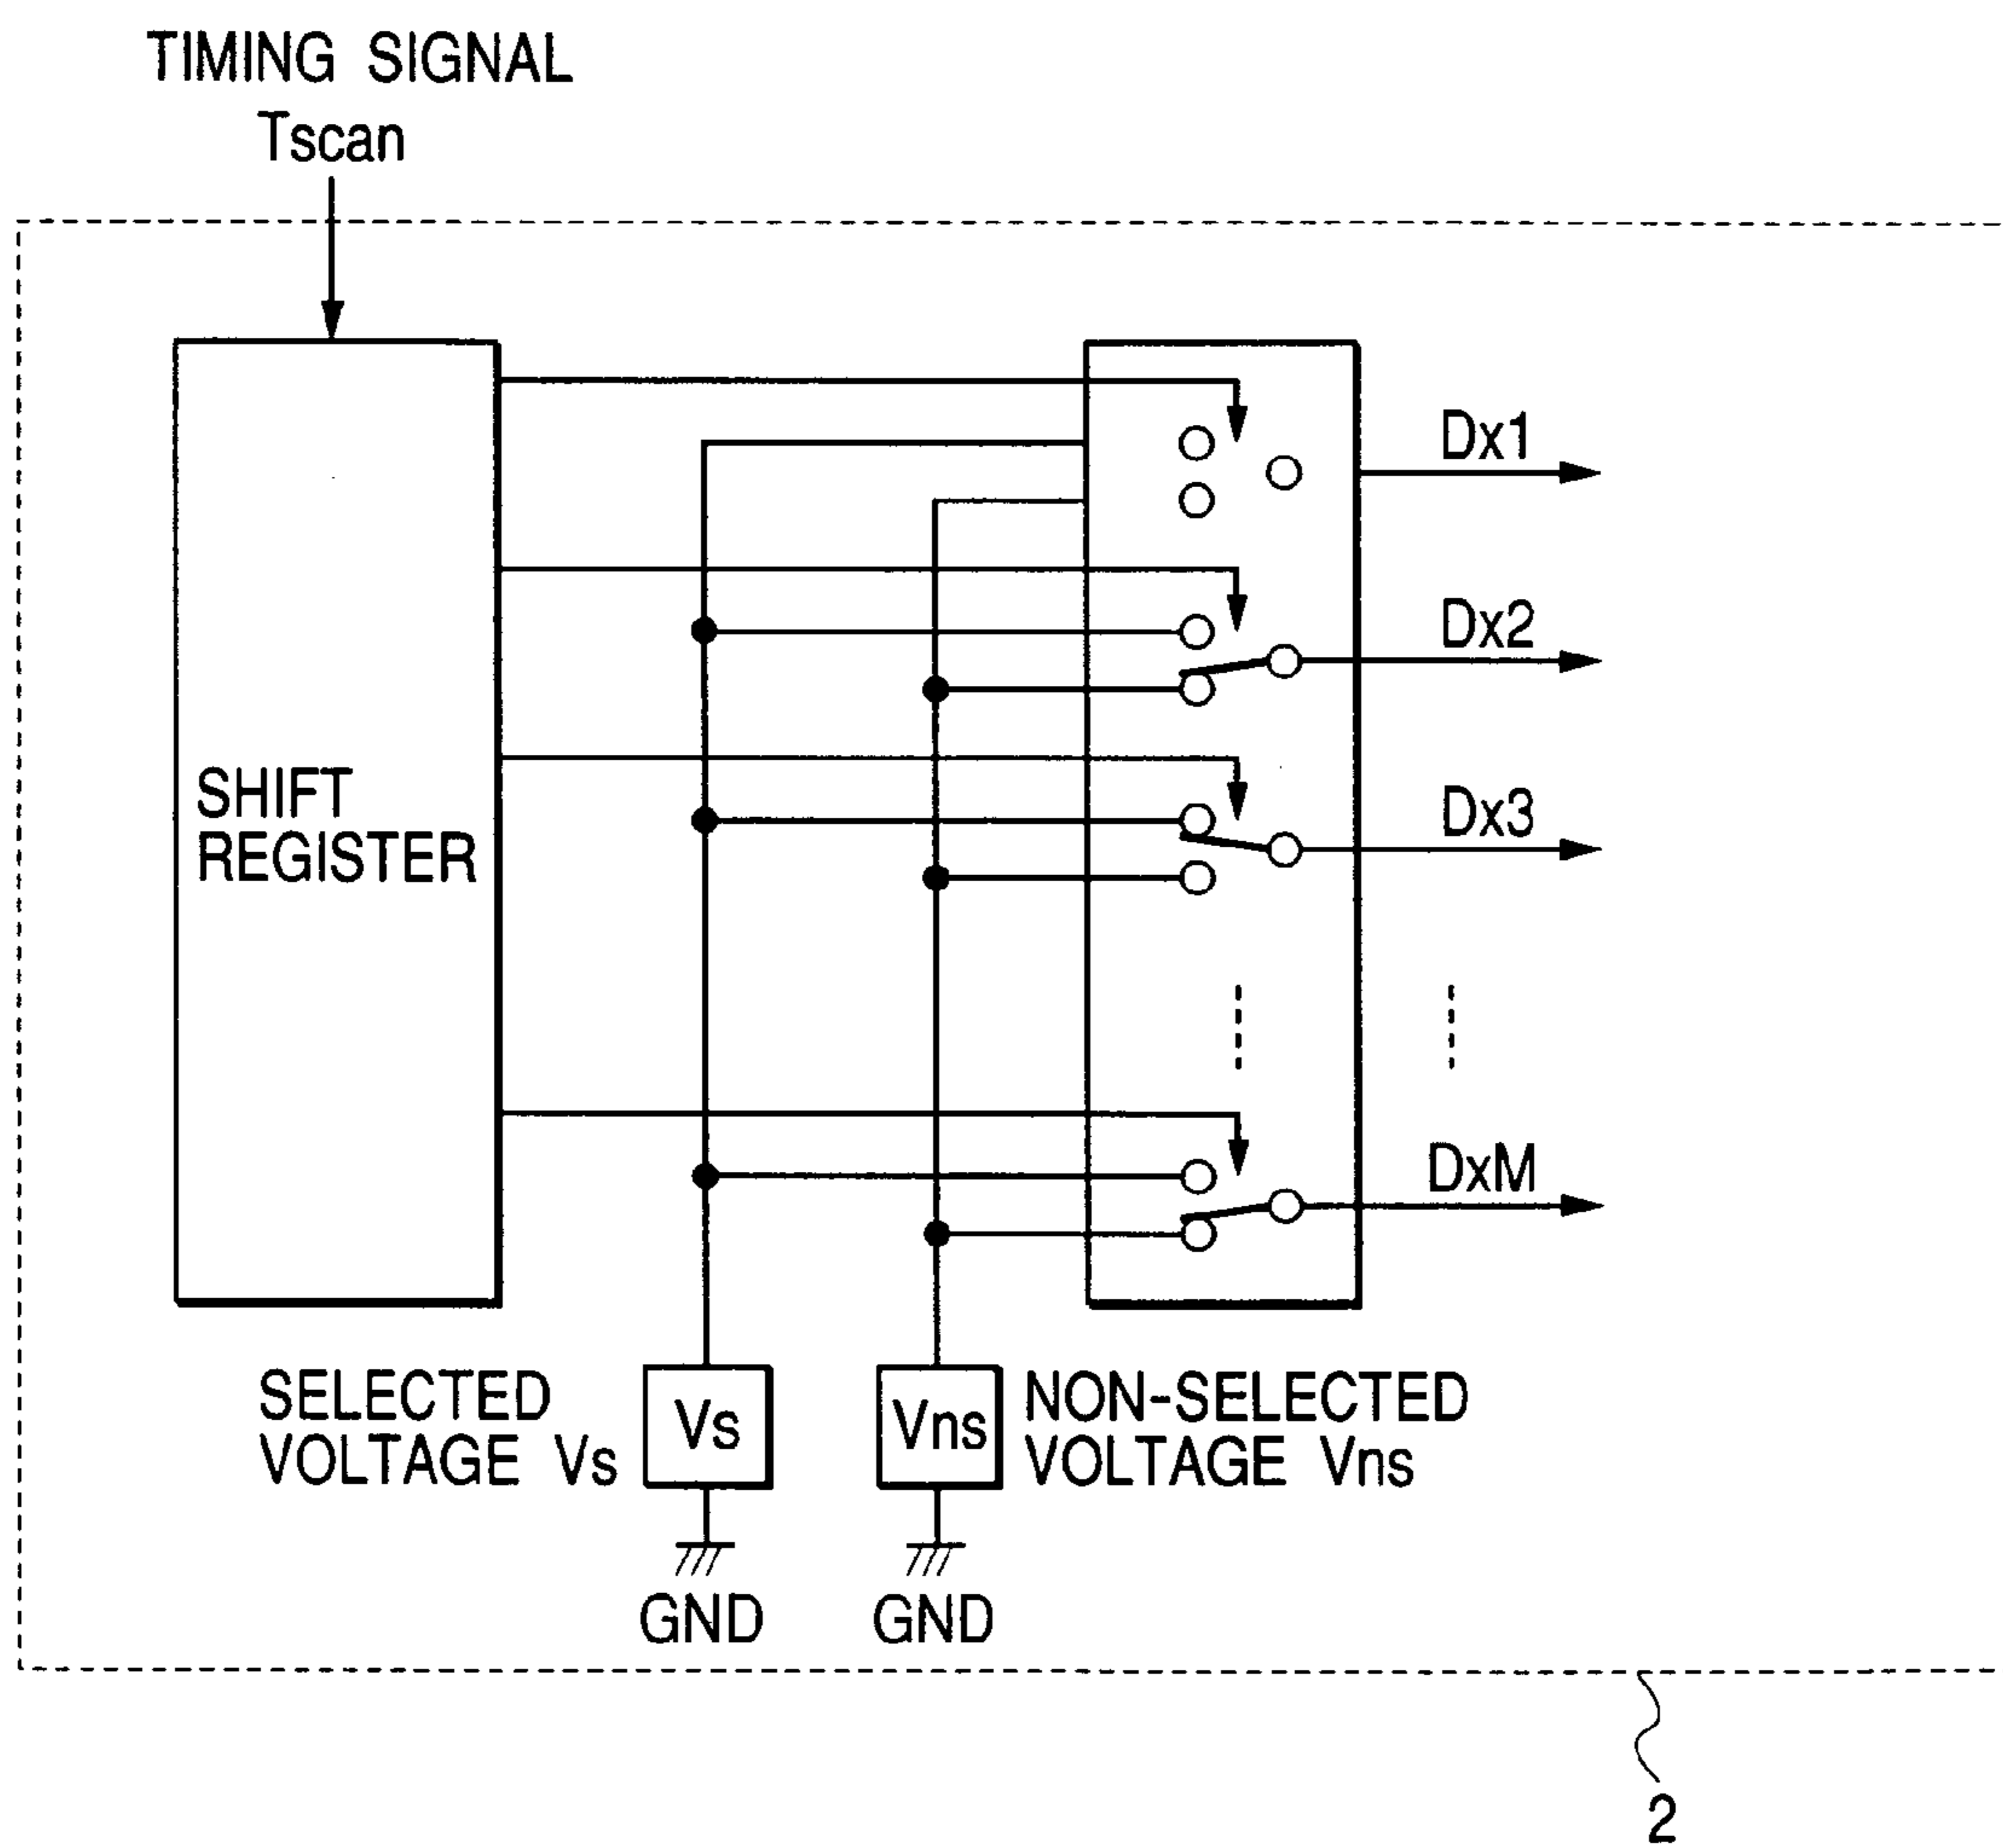 TIMING SIGNAL
Tscan
Dx1
Dx2
Dx3
SHIFT
REGISTER
DxM
SELECTED
VOLTAGE Vs
Vs
Vns
NON-SELECTED
VOLTAGE Vns
GND
GND
2